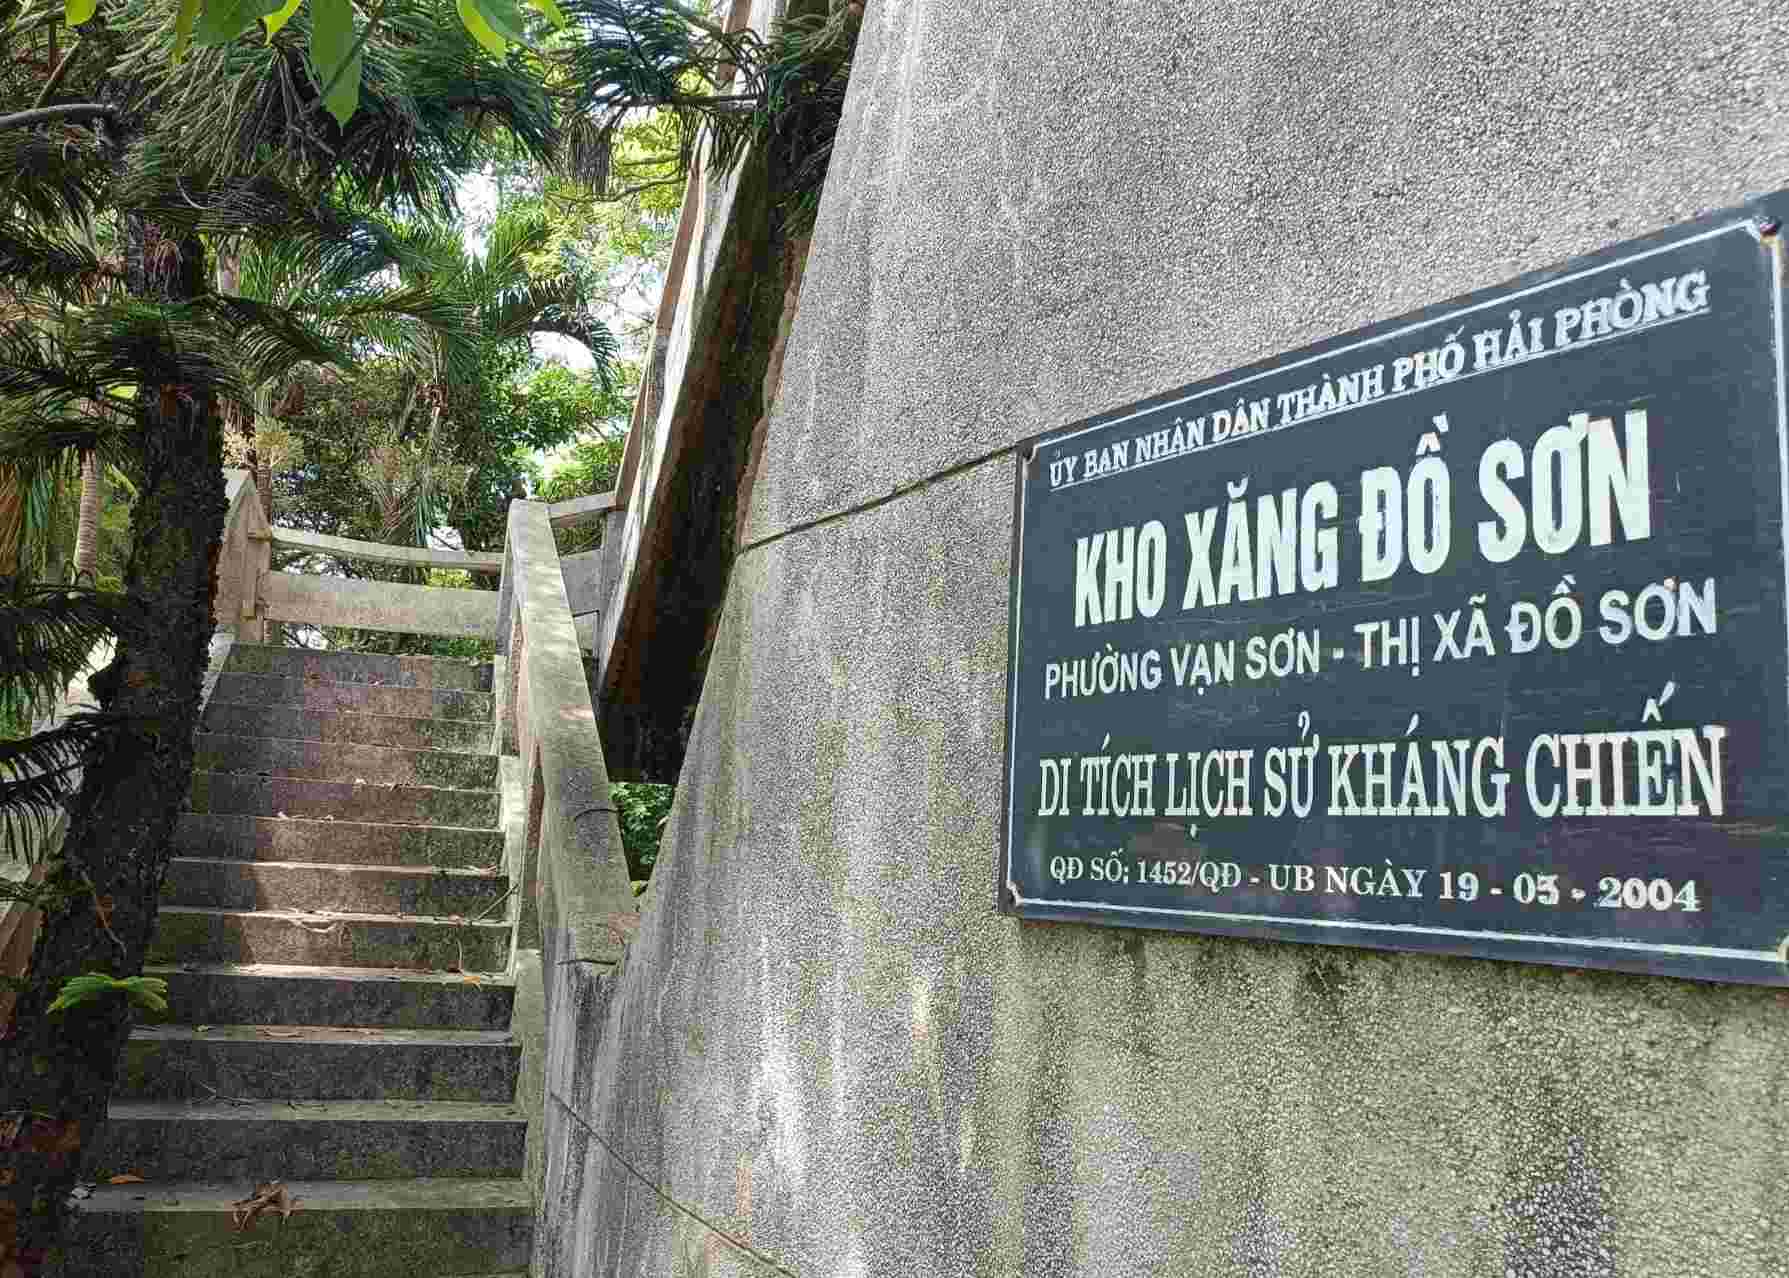 ỦY BAN NHÂN DÂN THÀNH PHỐ HẢI PHÒNG
KHO XĂNG ĐỒ SƠN
PHƯỜNG VẠN SƠN - THỊ XÃ ĐỒ SƠN
DI TÍCH LỊCH SỬ KHÁNG CHIẾN
QĐ SỐ: 1452/QĐ - UB NGÀY 19 - 05 - 2004